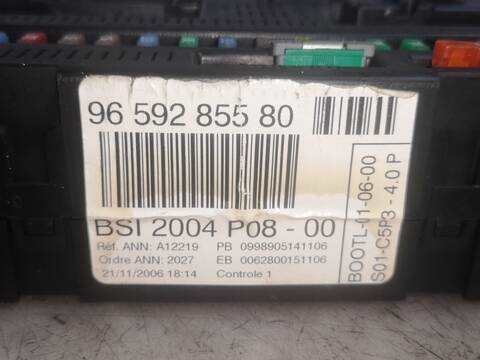 96 592 855 80
BSI 2004 P08 - 00
Réf. ANN: A12219 PB 0998905141106
Ordre ANN: 2027 EB 0062800151106
21/11/2006 18:14 Controle 1
BOOTL-11-06-00
S01-C5P3 - 4.0 P